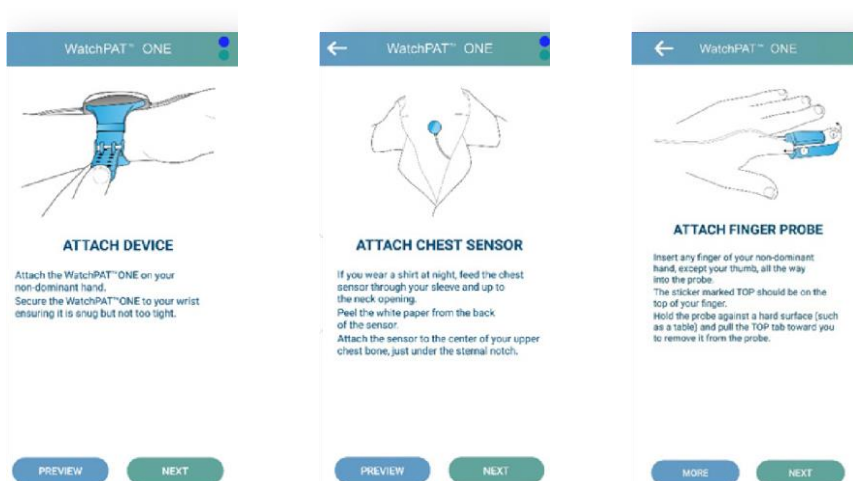 WatchPAT™ ONE
ATTACH DEVICE
Attach the WatchPAT™ONE on your
non-dominant hand.
Secure the WatchPAT™ONE to your wrist
ensuring it is snug but not too tight.
PREVIEW
NEXT
WatchPAT™ ONE
ATTACH CHEST SENSOR
If you wear a shirt at night, feed the chest
sensor through your sleeve and up to
the neck opening.
Peel the white paper from the back
of the sensor.
Attach the sensor to the center of your upper
chest bone, just under the sternal notch.
PREVIEW
NEXT
WatchPAT™ ONE
ATTACH FINGER PROBE
Insert any finger of your non-dominant
hand, except your thumb, all the way
into the probe.
The sticker marked TOP should be on the
top of your finger.
Hold the probe against a hard surface (such
as a table) and pull the TOP tab toward you
to remove it from the probe.
MORE
NEXT